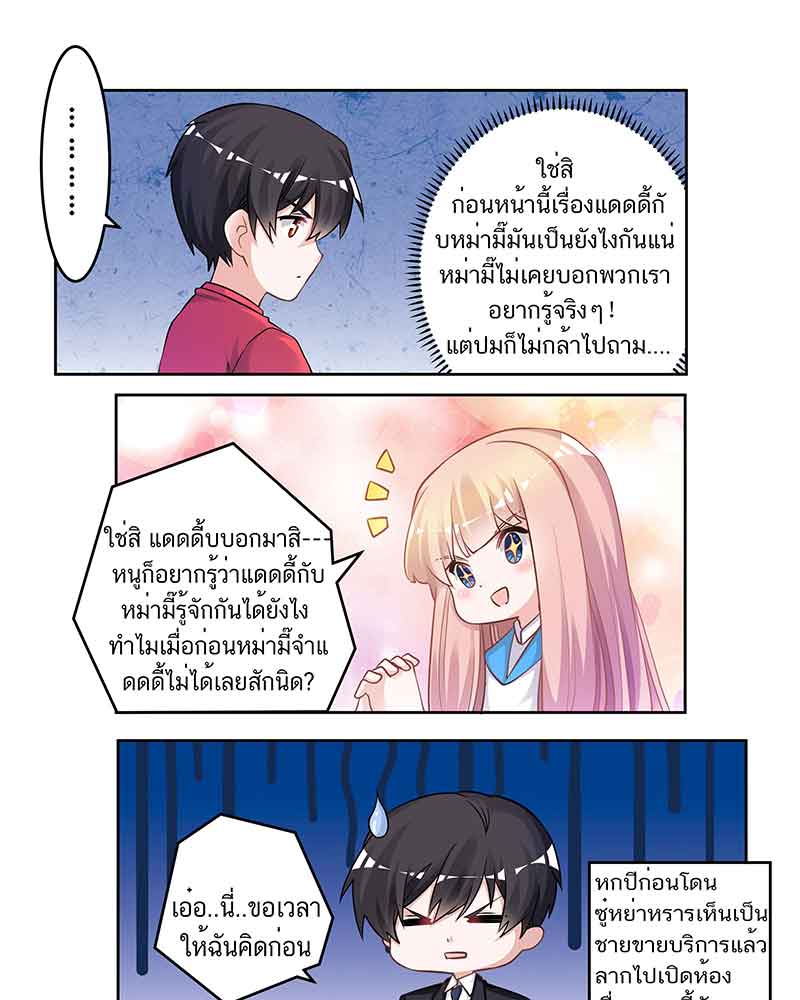 ..........
ใช่สิ
ก่อนหน้านี้เรื่องแดดดี้กั
บหม่ามี๊มันเป็นยังไงกันแน่
หม่ามี๊ไม่เคยบอกพวกเรา
อยากรู้จริงๆ!
แต่ปมก็ไม่กล้าไปถาม....
ใช่สิ แดดดี้บบอกมาสิ---
หนูก็อยากรู้ว่าแดดดี้กับ
หม่ามี๊รู้จักกันได้ยังไง
ทำไมเมื่อก่อนหม่ามี๊จำแ
ดดดี้ไม่ได้เลยสักนิด?
เอ๋อ..นี่..ขอเวลา
ให้ฉันคิดก่อน
หกปีก่อนโดน
ซู๋หย่าหรารเห็นเป็น
ชายขายบริการแล้ว
ลากไปเปิดห้อง